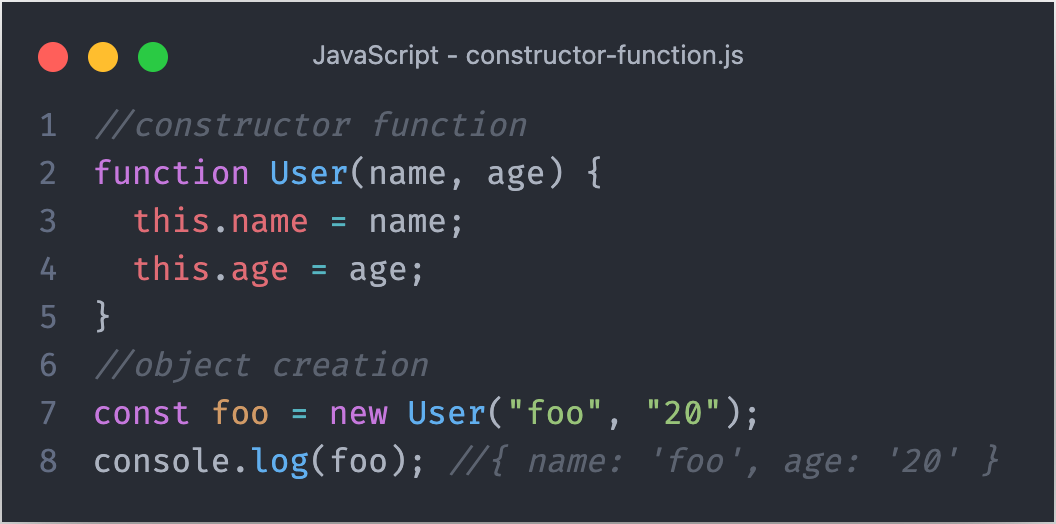 JavaScript - constructor-function.js
1 //constructor function
2 function User(name, age) {
3   this.name = name;
4   this.age = age;
5 }
6 //object creation
7 const foo = new User("foo", "20");
8 console.log(foo); //{ name: 'foo', age: '20' }